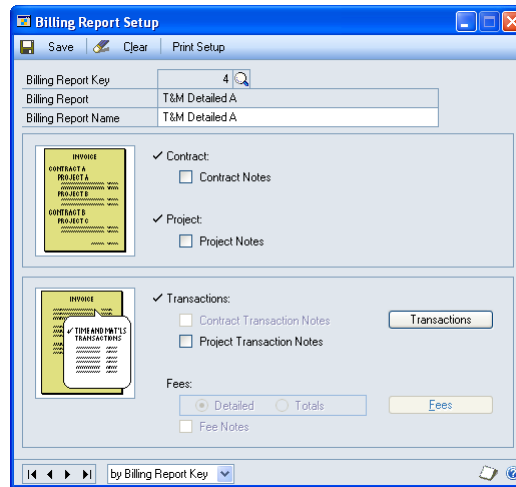 Billing Report Setup
Save Clear Print Setup
Billing Report Key 4
Billing Report T&M Detailed A
Billing Report Name T&M Detailed A
INVOICE
CONTRACT A
PROJECT A
PROJECT B
CONTRACT B
PROJECT C
✓ Contract:
Contract Notes
✓ Project:
Project Notes
INVOICE
✓ TIME AND MAT'LS
TRANSACTIONS
✓ Transactions:
Contract Transaction Notes
Transactions
Project Transaction Notes
Fees:
Detailed Totals
Fees
Fee Notes
by Billing Report Key